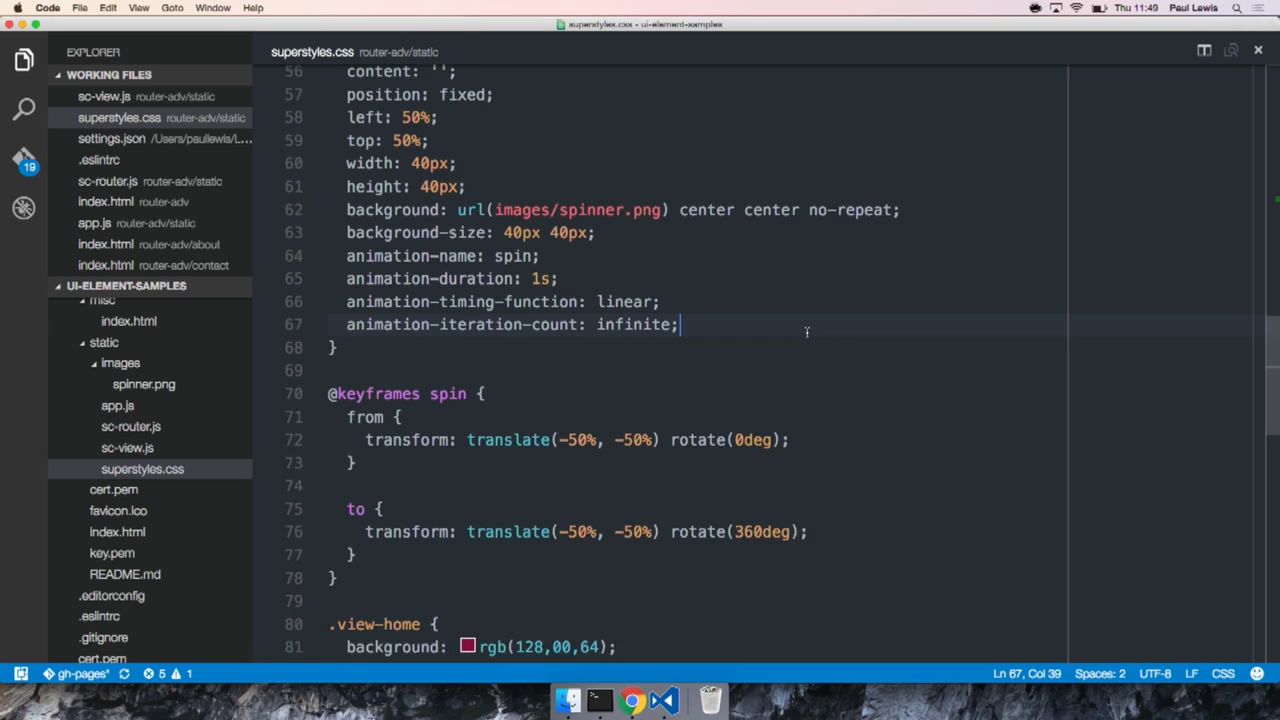 Code File Edit View Goto Window Help Thu 11:49 Paul Lewis
superstyles.css - ui-element-samples
EXPLORER
WORKING FILES
sc-view.js router-adv/static
superstyles.css router-adv/static
settings.json /Users/paullewis/L...
.eslintrc
sc-router.js router-adv/static
index.html router-adv
app.js router-adv/static
index.html router-adv/about
index.html router-adv/contact
19
UI-ELEMENT-SAMPLES
misc
index.html
static
images
spinner.png
app.js
sc-router.js
sc-view.js
superstyles.css
cert.pem
favicon.ico
index.html
key.pem
README.md
.editorconfig
.eslintrc
.gitignore
cert.pem
superstyles.css router-adv/static
56 content: '';
57 position: fixed;
58 left: 50%;
59 top: 50%;
60 width: 40px;
61 height: 40px;
62 background: url(images/spinner.png) center center no-repeat;
63 background-size: 40px 40px;
64 animation-name: spin;
65 animation-duration: 1s;
66 animation-timing-function: linear;
67 animation-iteration-count: infinite;
68 }
69
70 @keyframes spin {
71 from {
72 transform: translate(-50%, -50%) rotate(0deg);
73 }
74
75 to {
76 transform: translate(-50%, -50%) rotate(360deg);
77 }
78 }
79
80 .view-home {
81 background: rgb(128,00,64);
gh-pages* 5 1 Ln 67, Col 39 Spaces: 2 UTF-8 LF CSS